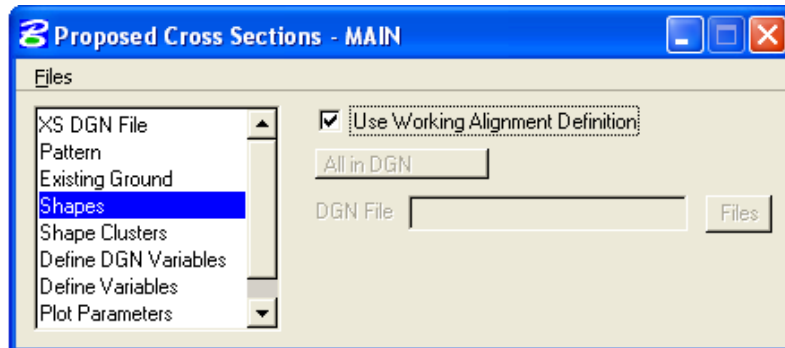 Proposed Cross Sections - MAIN
Files
XS DGN File
Pattern
Existing Ground
Shapes
Shape Clusters
Define DGN Variables
Define Variables
Plot Parameters
Use Working Alignment Definition
All in DGN
DGN File
Files